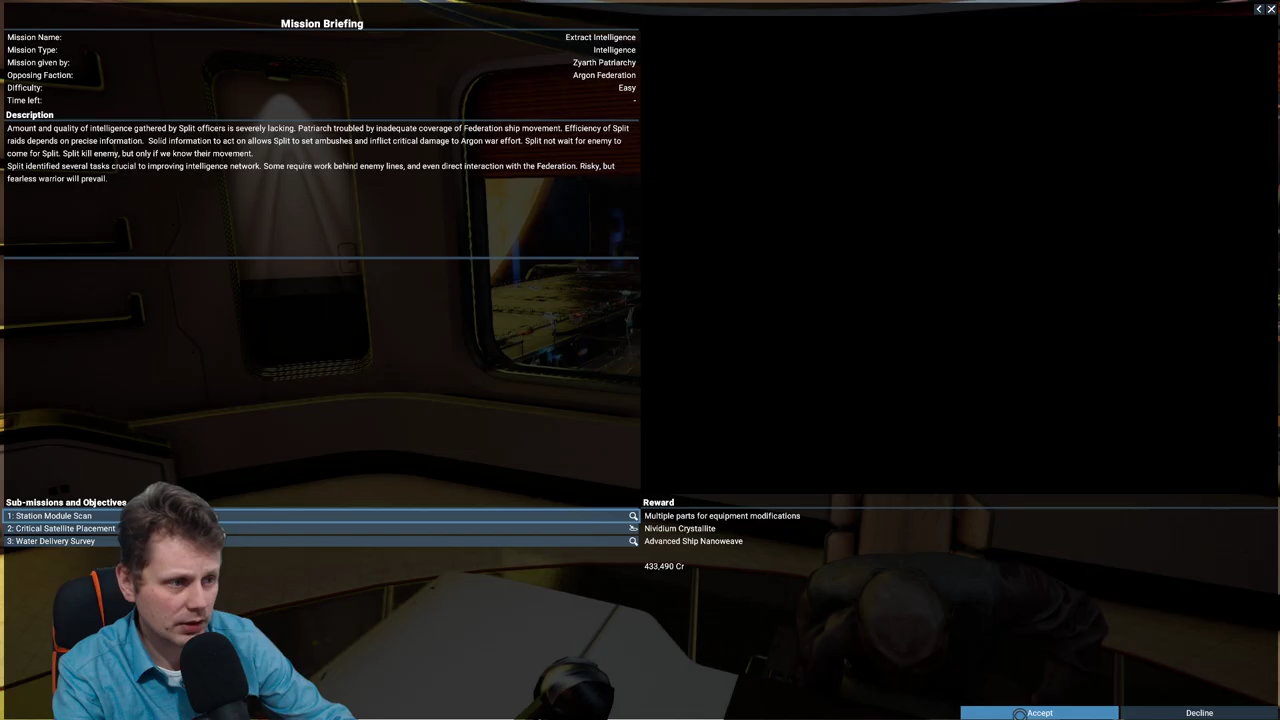 Mission Briefing
Mission Name: Extract Intelligence
Mission Type: Intelligence
Mission given by: Zyarth Patriarchy
Opposing Faction: Argon Federation
Difficulty: Easy
Time left: -
Description
Amount and quality of intelligence gathered by Split officers is severely lacking. Patriarch troubled by inadequate coverage of Federation ship movement. Efficiency of Split
raids depends on precise information. Solid information to act on allows Split to set ambushes and inflict critical damage to Argon war effort. Split not wait for enemy to
come for Split. Split kill enemy, but only if we know their movement.
Split identified several tasks crucial to improving intelligence network. Some require work behind enemy lines, and even direct interaction with the Federation. Risky, but
fearless warrior will prevail.
Sub-missions and Objectives
1: Station Module Scan
2: Critical Satellite Placement
3: Water Delivery Survey
Reward
Multiple parts for equipment modifications
Nividium Crystallite
Advanced Ship Nanoweave
433,490 Cr
Accept
Decline